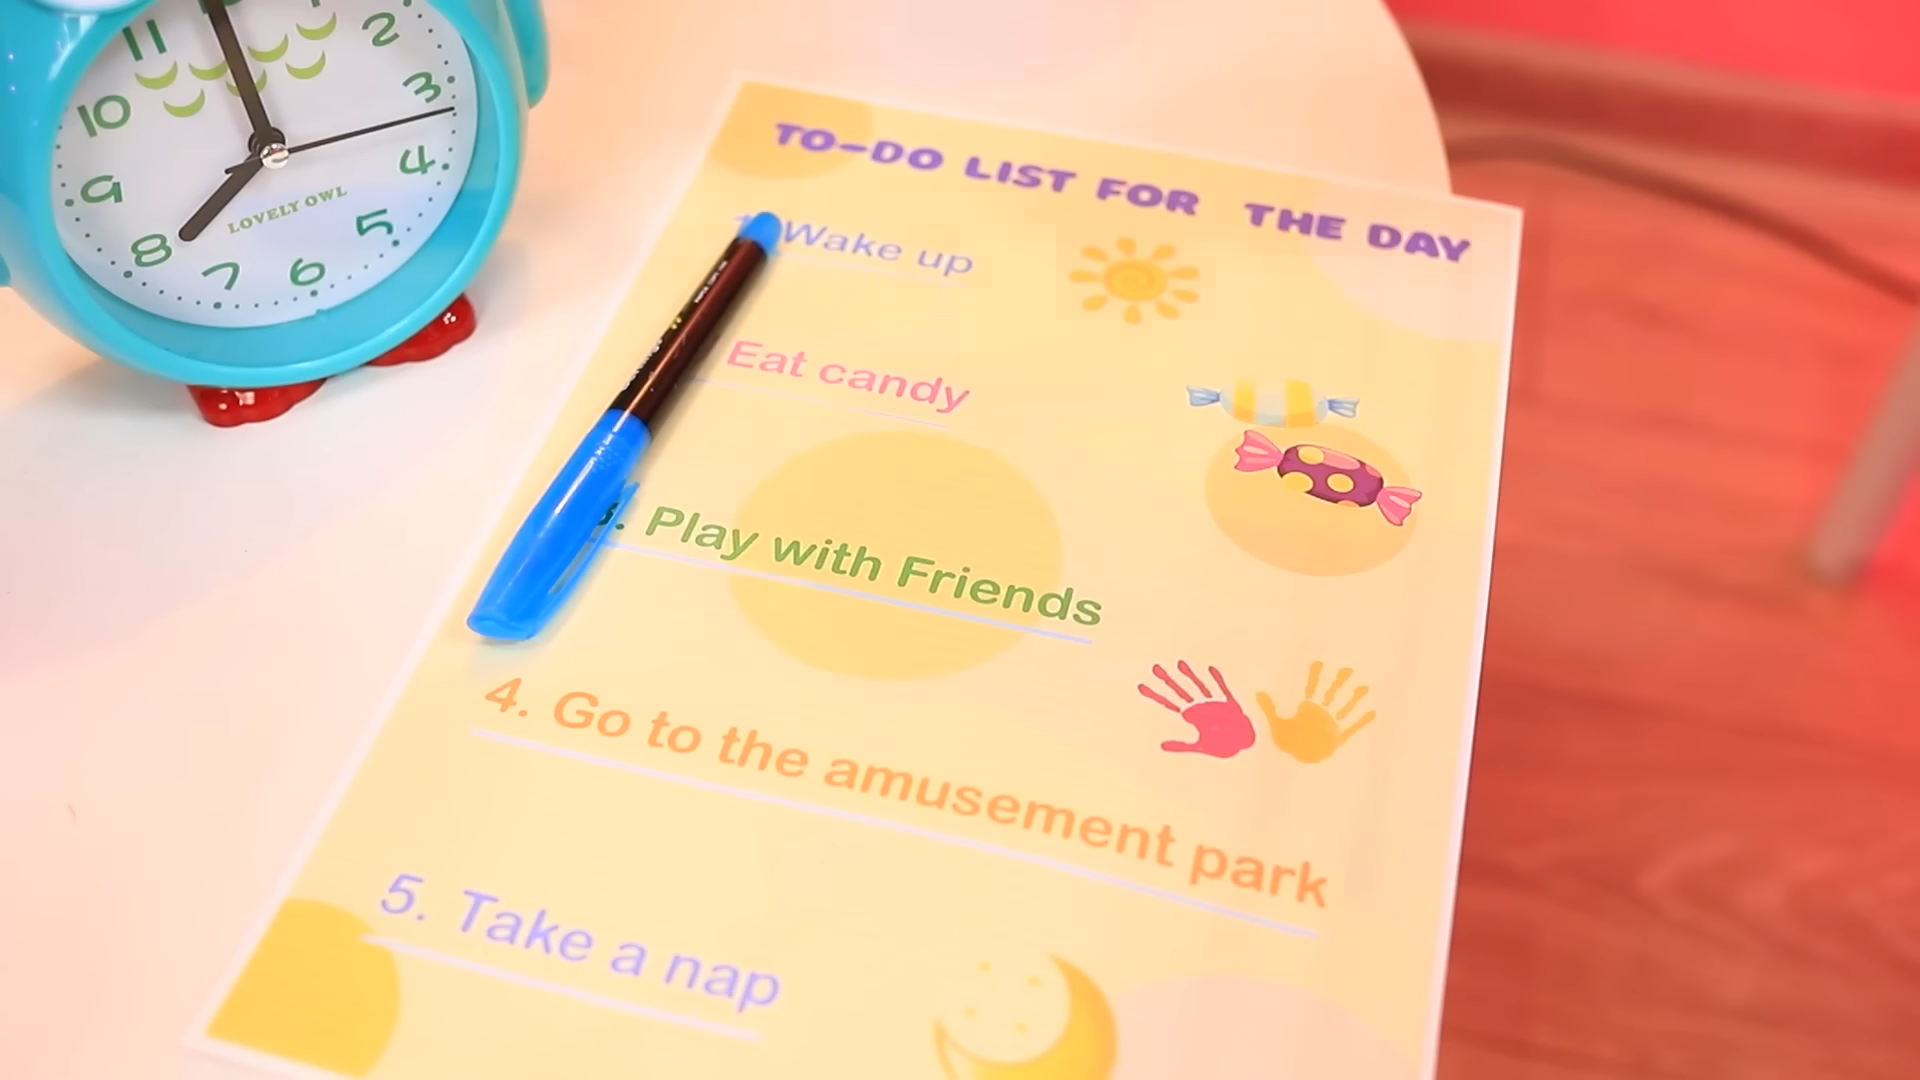 11
1
2
10
3
9
4
LOVELY OWL
8
5
7
6
TO-DO LIST FOR THE DAY
Wake up
Eat candy
3. Play with Friends
4. Go to the amusement park
5. Take a nap